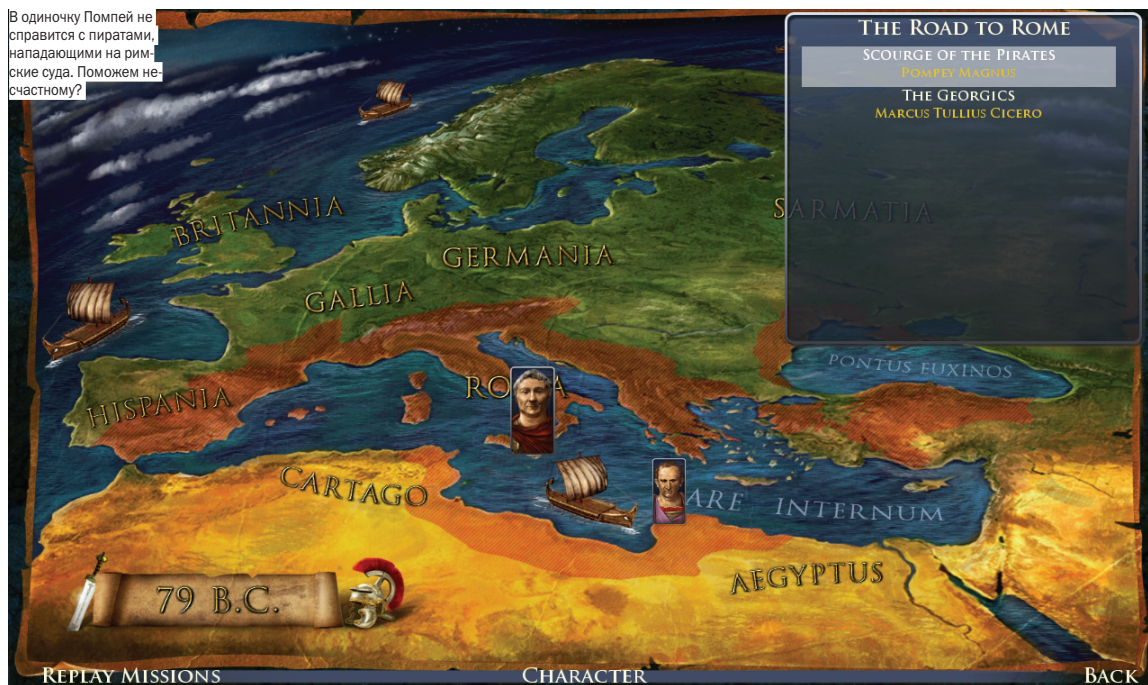 В одиночку Помпей не
справится с пиратами,
нападающими на рим-
ские суда. Поможем не-
счастному?
THE ROAD TO ROME
SCOURGE OF THE PIRATES
POMPEY MAGNUS
THE GEORGICS
MARCUS TULLIUS CICERO
BRITANNIA
SARMATIA
GERMANIA
GALLIA
PONTUS EUXINOS
HISPANIA
RO A
CARTAGO
ARE INTERNUM
AEGYPTUS
79 B.C.
REPLAY MISSIONS
CHARACTER
BACK